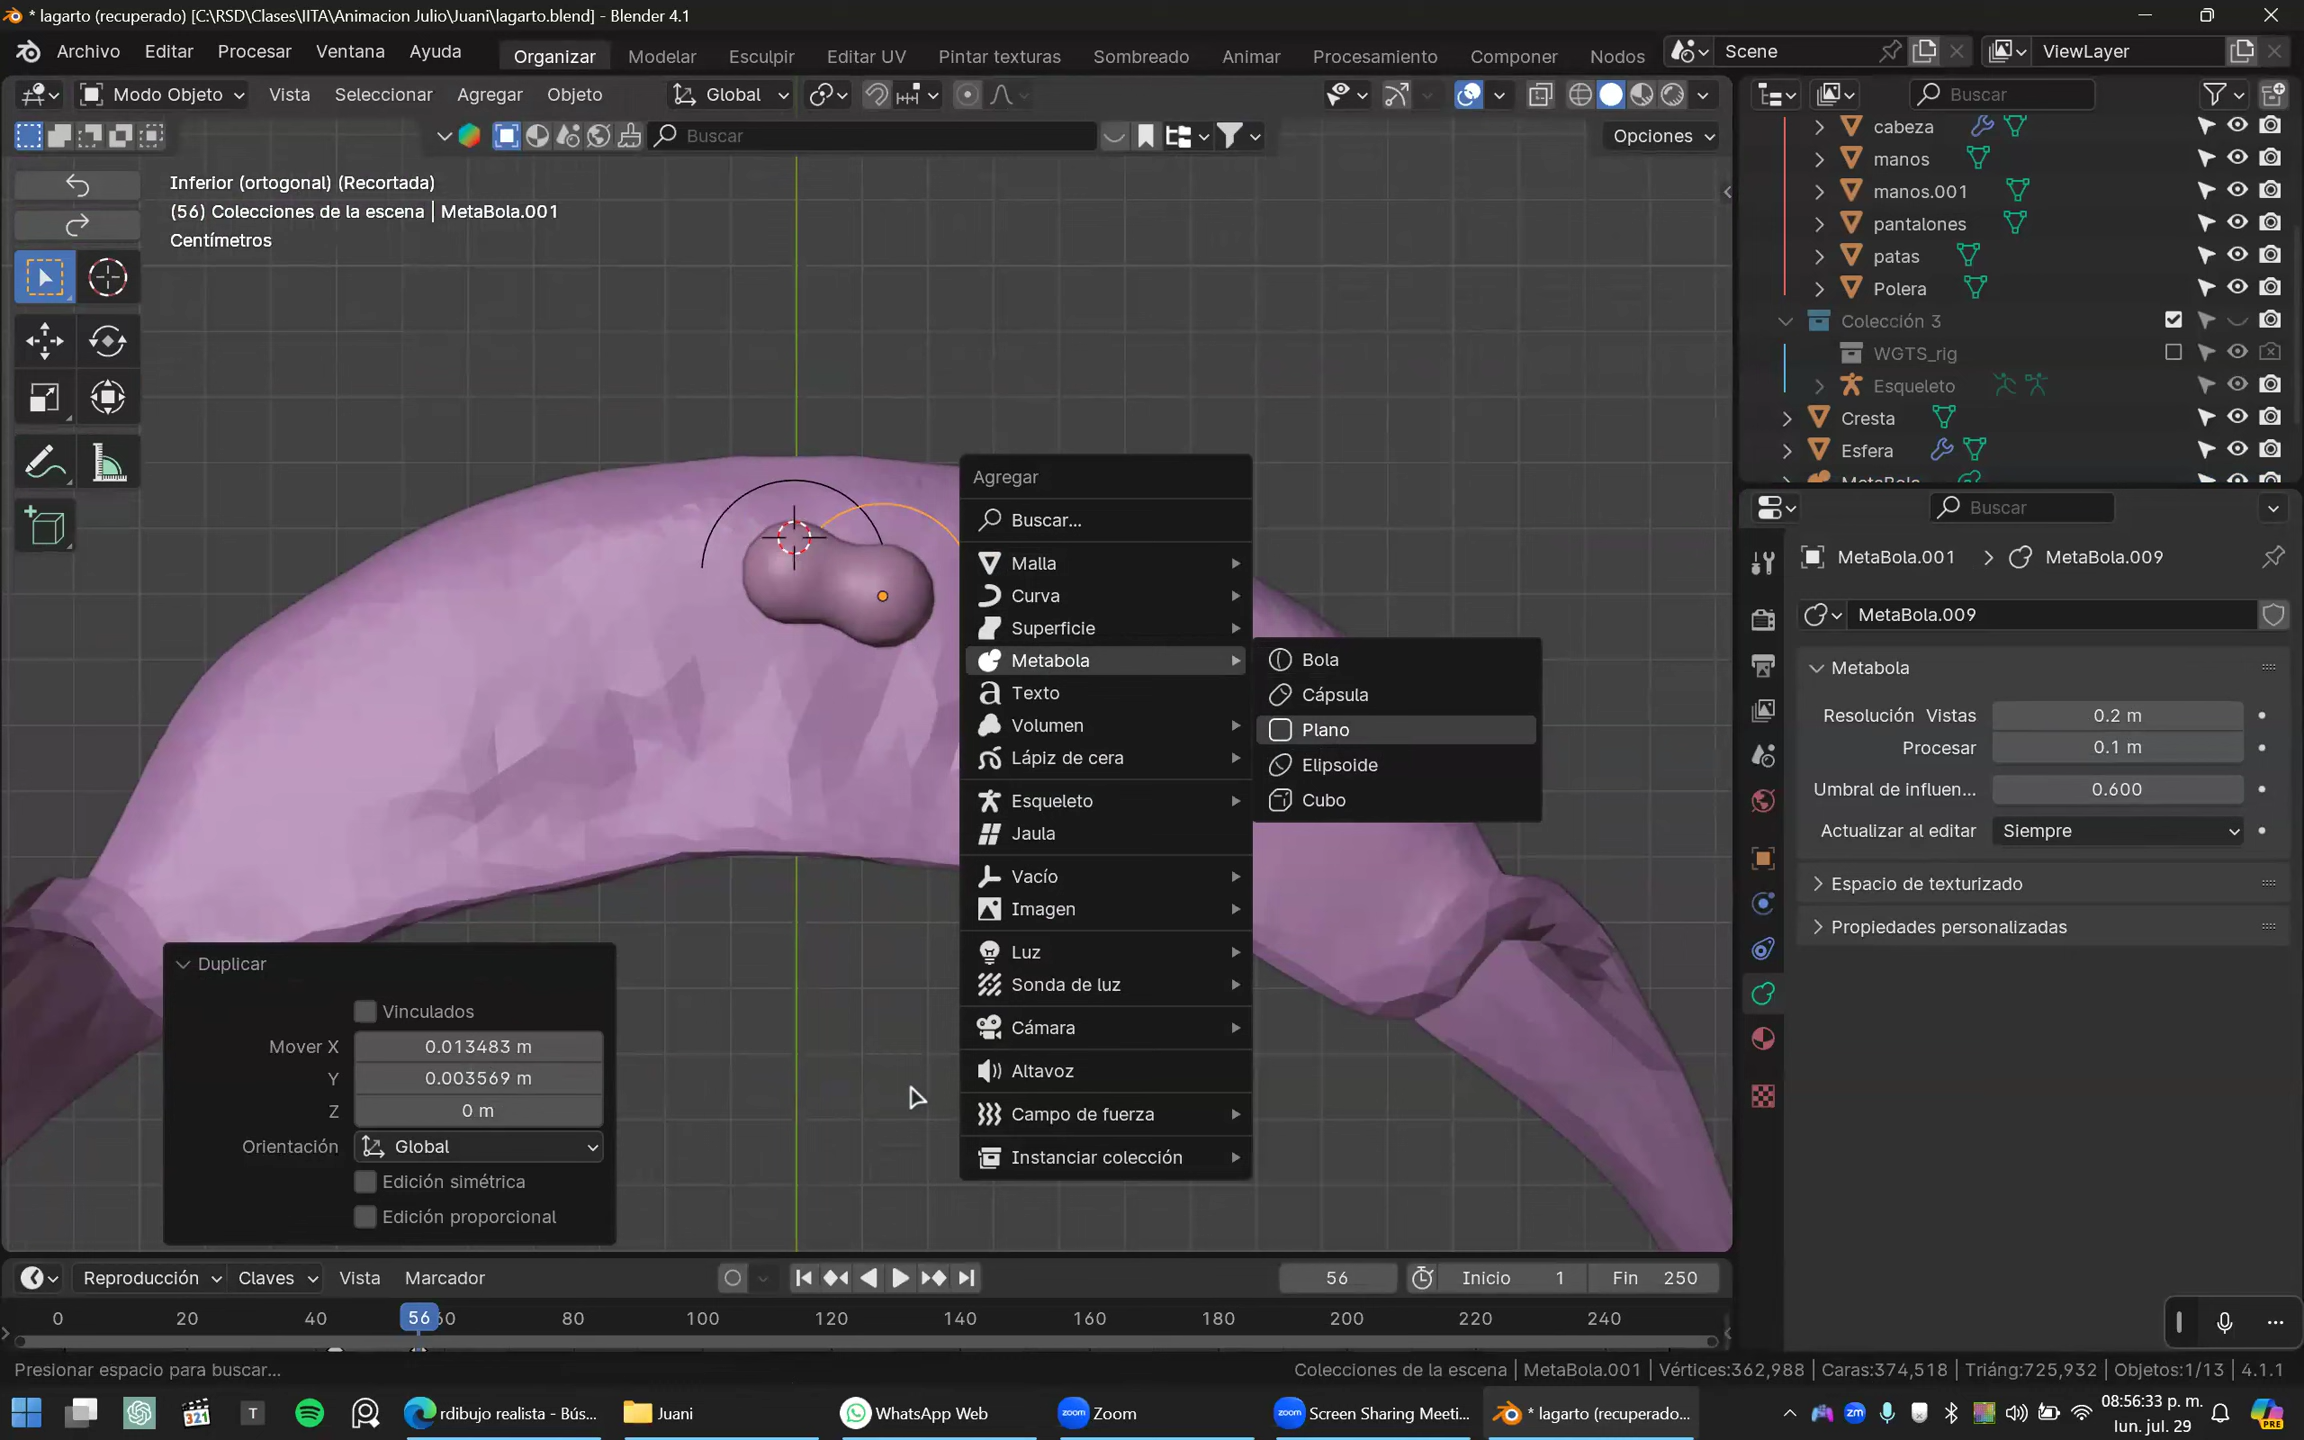 * lagarto (recuperado) [C:\RSD\Clases\IITA\Animacion Julio\Juani\lagarto.blend] - Blender 4.1
Archivo Editar Procesar Ventana Ayuda Organizar Modelar Esculpir Editar UV Pintar texturas Sombreado Animar Procesamiento Componer Nodos Scene ViewLayer
Modo Objeto Vista Seleccionar Agregar Objeto Global Buscar
Buscar Opciones
Inferior (ortogonal) (Recortada)
(56) Colecciones de la escena | MetaBola.001
Centímetros
cabeza
manos
manos.001
pantalones
patas
Polera
Colección 3
WGTS_rig
Esqueleto
Cresta
Esfera
MetaBola
Agregar
Buscar...
Malla
Curva
Superficie
Metabola
Texto
Volumen
Lápiz de cera
Esqueleto
Jaula
Vacío
Imagen
Luz
Sonda de luz
Cámara
Altavoz
Campo de fuerza
Instanciar colección
Bola
Cápsula
Plano
Elipsoide
Cubo
Buscar
MetaBola.001 > MetaBola.009
MetaBola.009
Metabola
Resolución Vistas 0.2 m
Procesar 0.1 m
Umbral de influen... 0.600
Actualizar al editar Siempre
Espacio de texturizado
Propiedades personalizadas
Duplicar
Vinculados
Mover X 0.013483 m
Y 0.003569 m
Z 0 m
Orientación Global
Edición simétrica
Edición proporcional
Reproducción Claves Vista Marcador 56 Inicio 1 Fin 250
0 20 40 56 60 80 100 120 140 160 180 200 220 240
Presionar espacio para buscar...
Colecciones de la escena | MetaBola.001 | Vértices:362,988 | Caras:374,518 | Triáng:725,932 | Objetos:1/13 | 4.1.1
rdibujo realista - Bús... Juani WhatsApp Web Zoom Screen Sharing Meeti... * lagarto (recuperado...
08:56:33 p. m.
lun. jul. 29